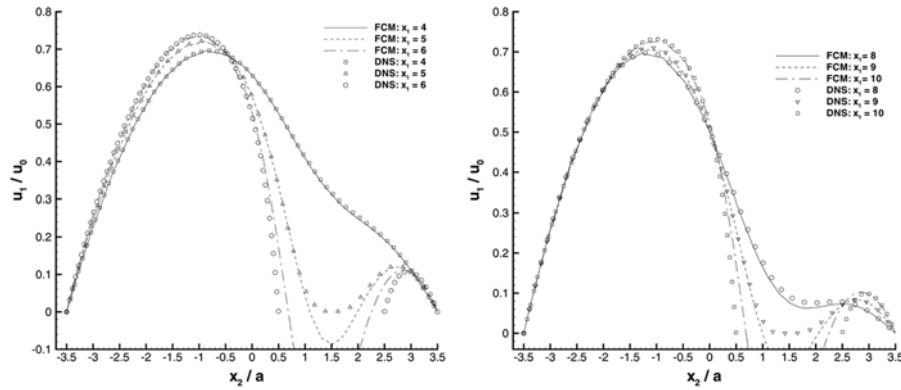 0.8
0.7
0.6
0.5
0.4
0.3
0.2
0.1
0
-0.1
u₁ / u₀
-3.5 -3 -2.5 -2 -1.5 -1 -0.5 0 0.5 1 1.5 2 2.5 3 3.5
x₂ / a
FCM: x₁ = 4
FCM: x₁ = 5
FCM: x₁ = 6
DNS: x₁ = 4
DNS: x₁ = 5
DNS: x₁ = 6
0.8
0.7
0.6
0.5
0.4
0.3
0.2
0.1
0
u₁ / u₀
-3.5 -3 -2.5 -2 -1.5 -1 -0.5 0 0.5 1 1.5 2 2.5 3 3.5
x₂ / a
FCM: x₁= 8
FCM: x₁ = 9
FCM: x₁ = 10
DNS: x₁ = 8
DNS: x₁ = 9
DNS: x₁ = 10